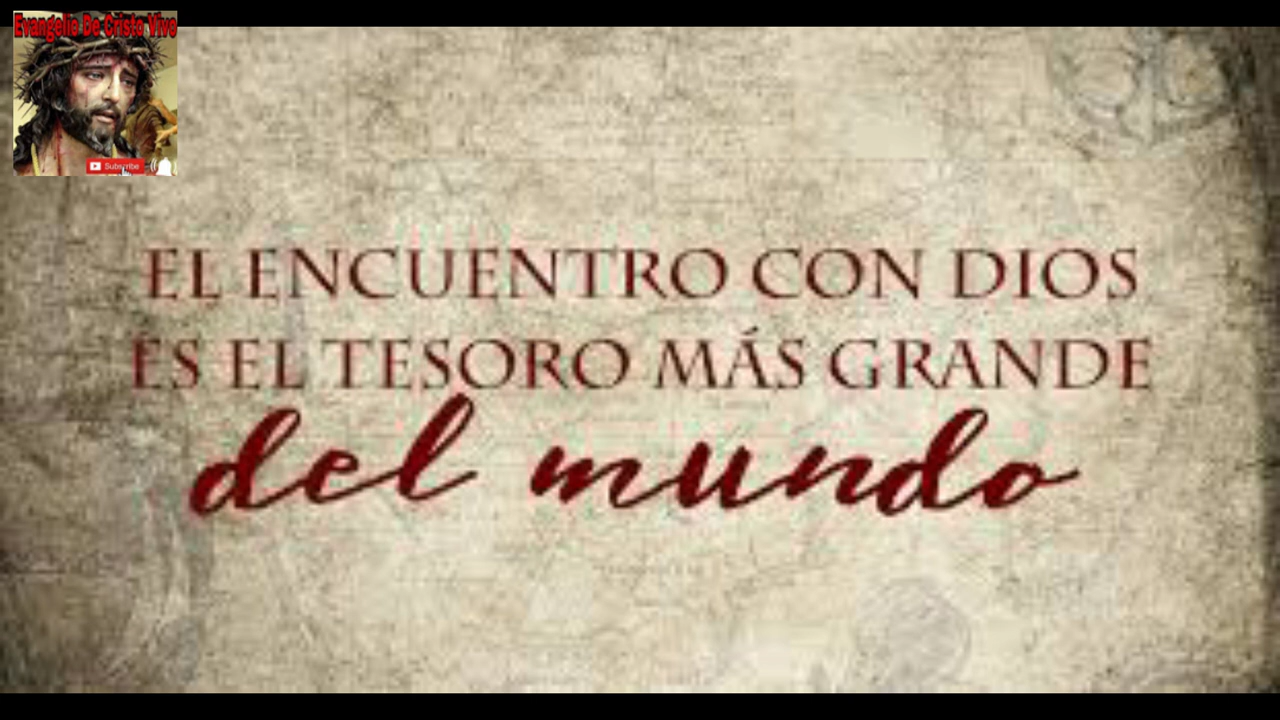 Evangelio De Cristo Vivo
Subscribe
EL ENCUENTRO CON DIOS
ES EL TESORO MÁS GRANDE
del mundo